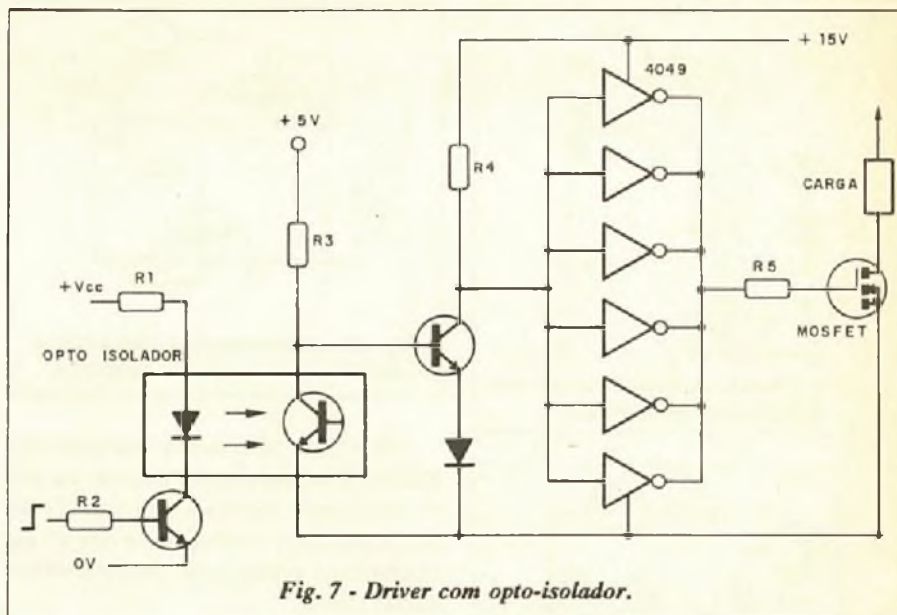 + 15V
4049
+ 5V
R4
CARGA
R3
R5
+Vcc
R1
MOSFET
OPTO ISOLADOR
R2
0V
Fig. 7 - Driver com opto-isolador.